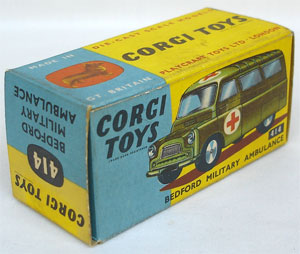 MADE IN
GT. BRITAIN
DIE-CAST SCALE MODEL
CORGI TOYS
PLAYCRAFT TOYS LTD. LONDON
CORGI
TOYS
414
BEDFORD MILITARY AMBULANCE
BEDFORD
MILITARY
AMBULANCE
414
CORGI TOYS